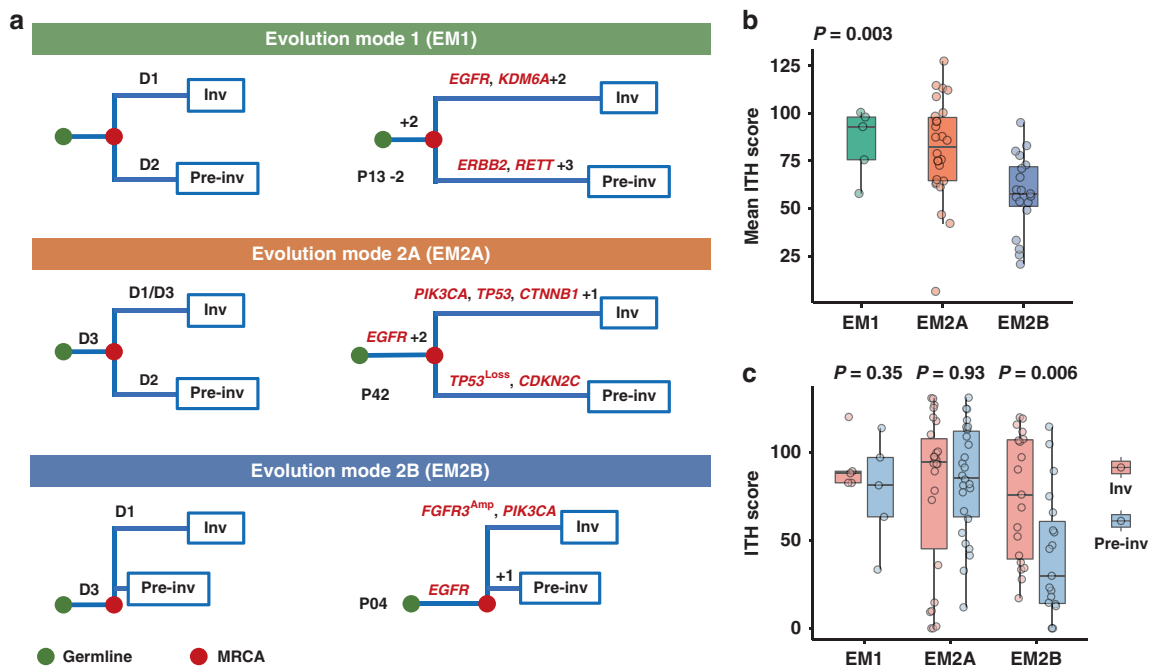 a
Evolution mode 1 (EM1)
D1
Inv
D2
Pre-inv
EGFR, KDM6A+2
Inv
+2
P13 -2
ERBB2, RETT +3
Pre-inv
Evolution mode 2A (EM2A)
D1/D3
Inv
D3
D2
Pre-inv
PIK3CA, TP53, CTNNB1 +1
Inv
EGFR +2
P42
TP53Loss, CDKN2C
Pre-inv
Evolution mode 2B (EM2B)
D1
Inv
D3
Pre-inv
FGFR3Amp, PIK3CA
Inv
P04
EGFR
+1
Pre-inv
Germline
MRCA
b
P = 0.003
Mean ITH score
125
100
75
50
25
EM1 EM2A EM2B
c
P = 0.35 P = 0.93 P = 0.006
ITH score
100
50
0
EM1 EM2A EM2B
Inv
Pre-inv